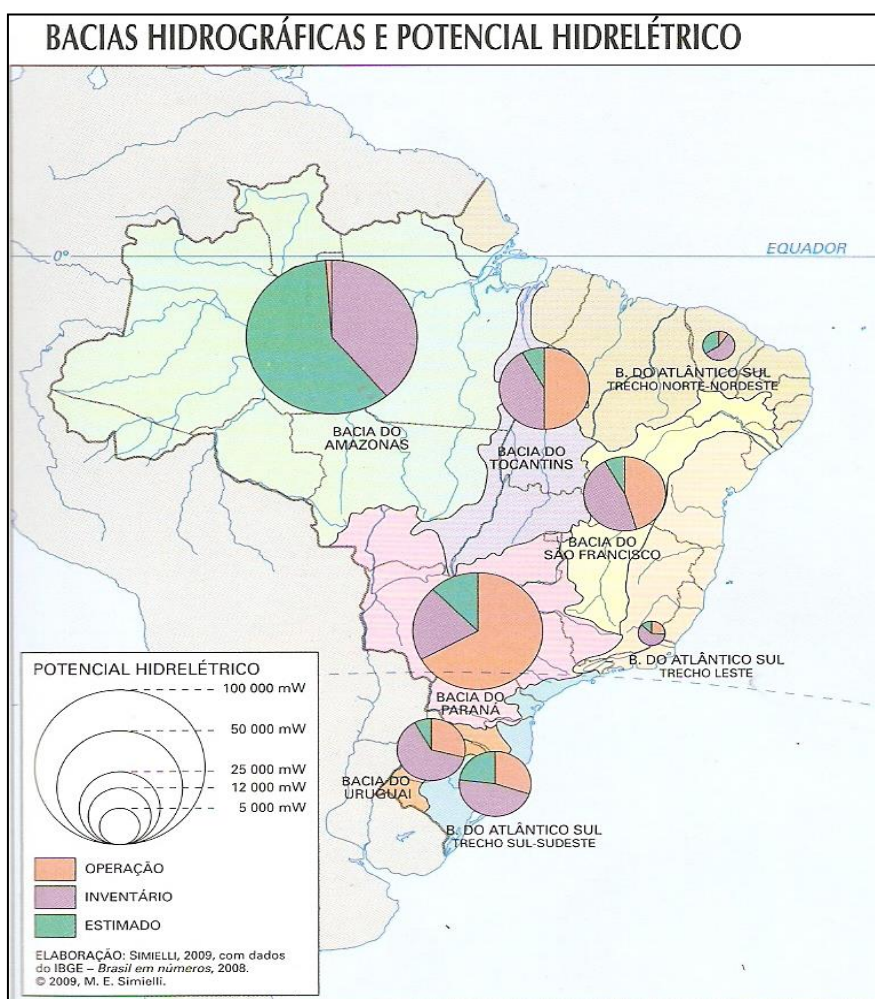 BACIAS HIDROGRÁFICAS E POTENCIAL HIDRELÉTRICO
EQUADOR
0°
B. DO ATLÂNTICO SUL
TRECHO NORTE-NORDESTE
BACIA DO
AMAZONAS
BACIA DO
TOCANTINS
BACIA DO
SÃO FRANCISCO
B. DO ATLÂNTICO SUL
TRECHO LESTE
BACIA DO
PARANÁ
BACIA DO
URUGUAI
B. DO ATLÂNTICO SUL
TRECHO SUL-SUDESTE
POTENCIAL HIDRELÉTRICO
100 000 mW
50 000 mW
25 000 mW
12 000 mW
5 000 mW
OPERAÇÃO
INVENTÁRIO
ESTIMADO
ELABORAÇÃO: SIMIELLI, 2009, com dados
do IBGE – Brasil em números, 2008.
© 2009, M. E. Simielli.